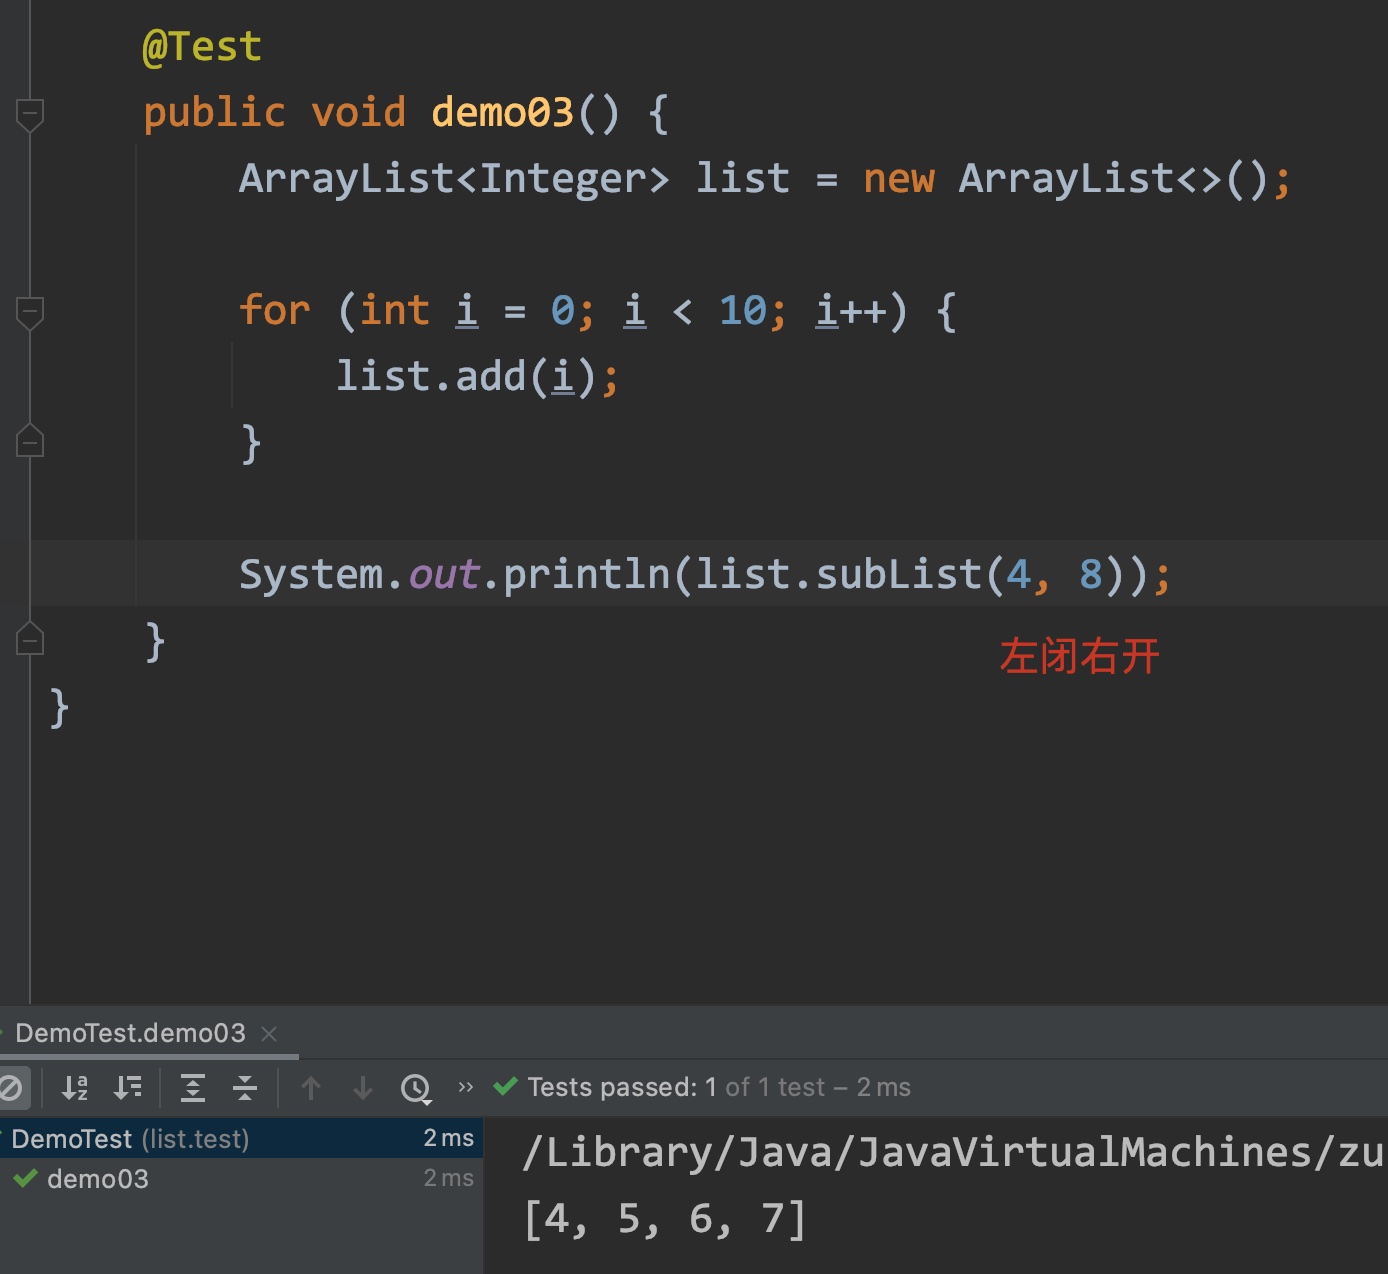 @Test
public void demo03() {
ArrayList<Integer> list = new ArrayList<>();
for (int i = 0; i < 10; i++) {
list.add(i);
}
System.out.println(list.subList(4, 8));
}
左闭右开
}
DemoTest.demo03
Tests passed: 1 of 1 test – 2 ms
DemoTest (list.test) 2 ms
/Library/Java/JavaVirtualMachines/zu
demo03 2 ms
[4, 5, 6, 7]